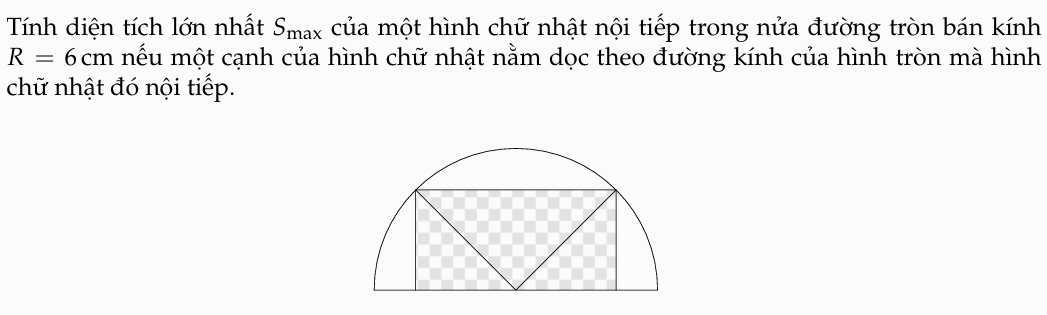 Tính diện tích lớn nhất $S_{\max}$ của một hình chữ nhật nội tiếp trong nửa đường tròn bán kính
$R = 6$ cm nếu một cạnh của hình chữ nhật nằm dọc theo đường kính của hình tròn mà hình
chữ nhật đó nội tiếp.